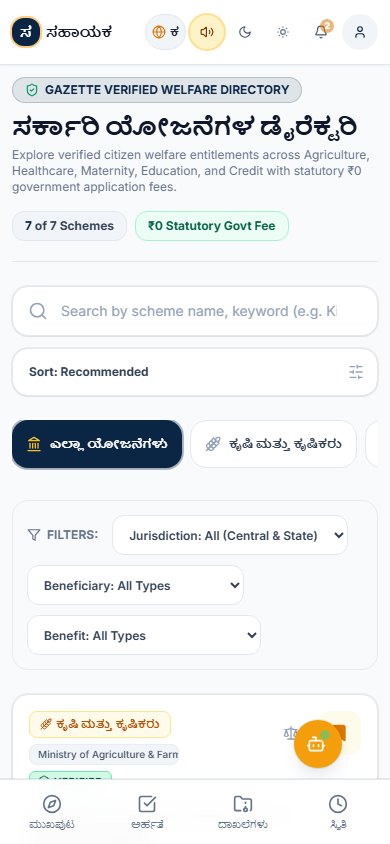 ಸ ಸಹಾಯಕ ಕ 2
GAZETTE VERIFIED WELFARE DIRECTORY
ಸರ್ಕಾರಿ ಯೋಜನೆಗಳ ಡೈರೆಕ್ಟರಿ
Explore verified citizen welfare entitlements across Agriculture,
Healthcare, Maternity, Education, and Credit with statutory ₹0
government application fees.
7 of 7 Schemes ₹0 Statutory Govt Fee
Search by scheme name, keyword (e.g. Ki
Sort: Recommended
ಎಲ್ಲಾ ಯೋಜನೆಗಳು ಕೃಷಿ ಮತ್ತು ಕೃಷಿಕರು
FILTERS: Jurisdiction: All (Central & State)
Beneficiary: All Types
Benefit: All Types
ಕೃಷಿ ಮತ್ತು ಕೃಷಿಕರು
Ministry of Agriculture & Farm
ಮುಖಪುಟ ಅರ್ಹತೆ ದಾಖಲೆಗಳು ಸ್ಥಿತಿ